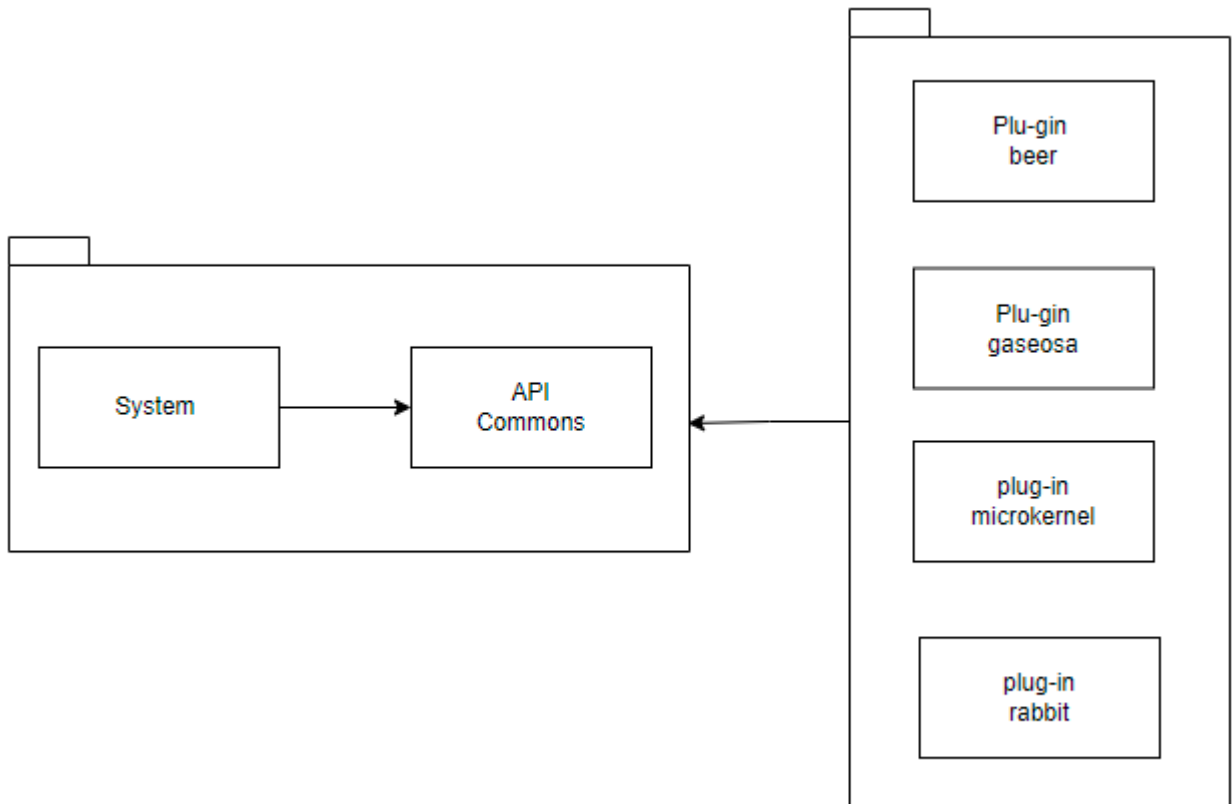 System
API
Commons
Plu-gin
beer
Plu-gin
gaseosa
plug-in
microkernel
plug-in
rabbit